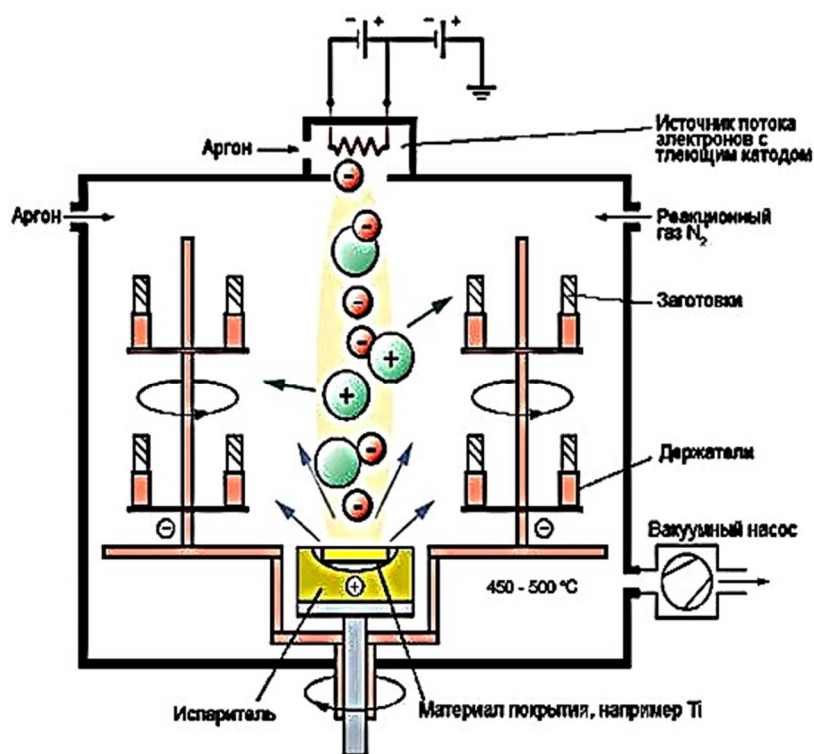 - +
- +
Источник потока
электронов с
тлеющим катодом
Аргон
Аргон
Реакционный
газ N₂
Заготовки
Держатели
Вакуумный насос
450 - 500 °C
Испаритель
Материал покрытия, например Ti